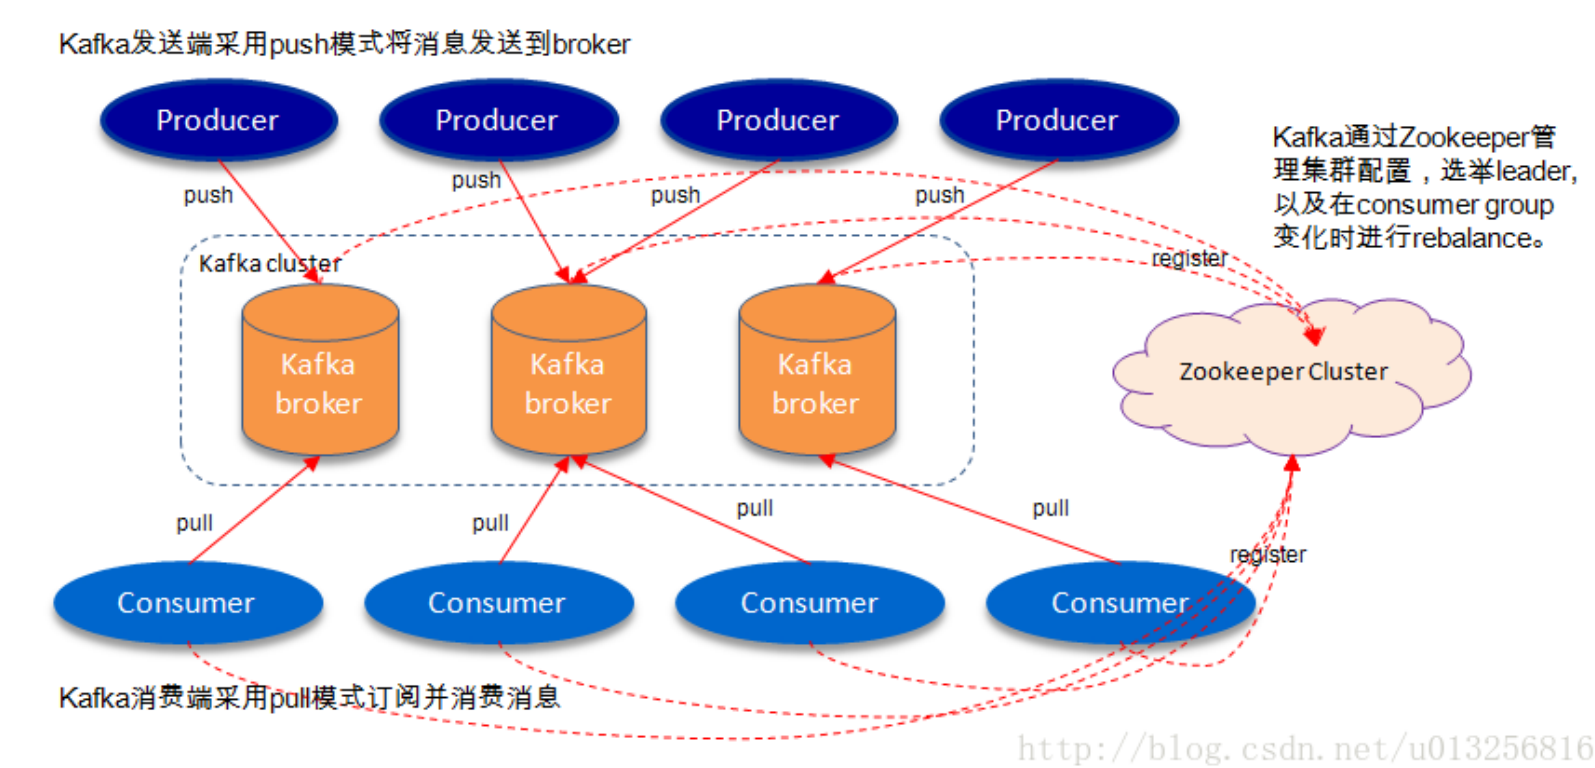 Kafka发送端采用push模式将消息发送到broker
Producer
Producer
Producer
Producer
push
push
push
push
Kafka通过Zookeeper管
理集群配置，选举leader,
以及在consumer group
变化时进行rebalance。
register
Kafka cluster
Kafka
broker
Kafka
broker
Kafka
broker
Zookeeper Cluster
pull
pull
pull
pull
register
Consumer
Consumer
Consumer
Consumer
Kafka消费端采用pull模式订阅并消费消息
http://blog.csdn.net/u013256816